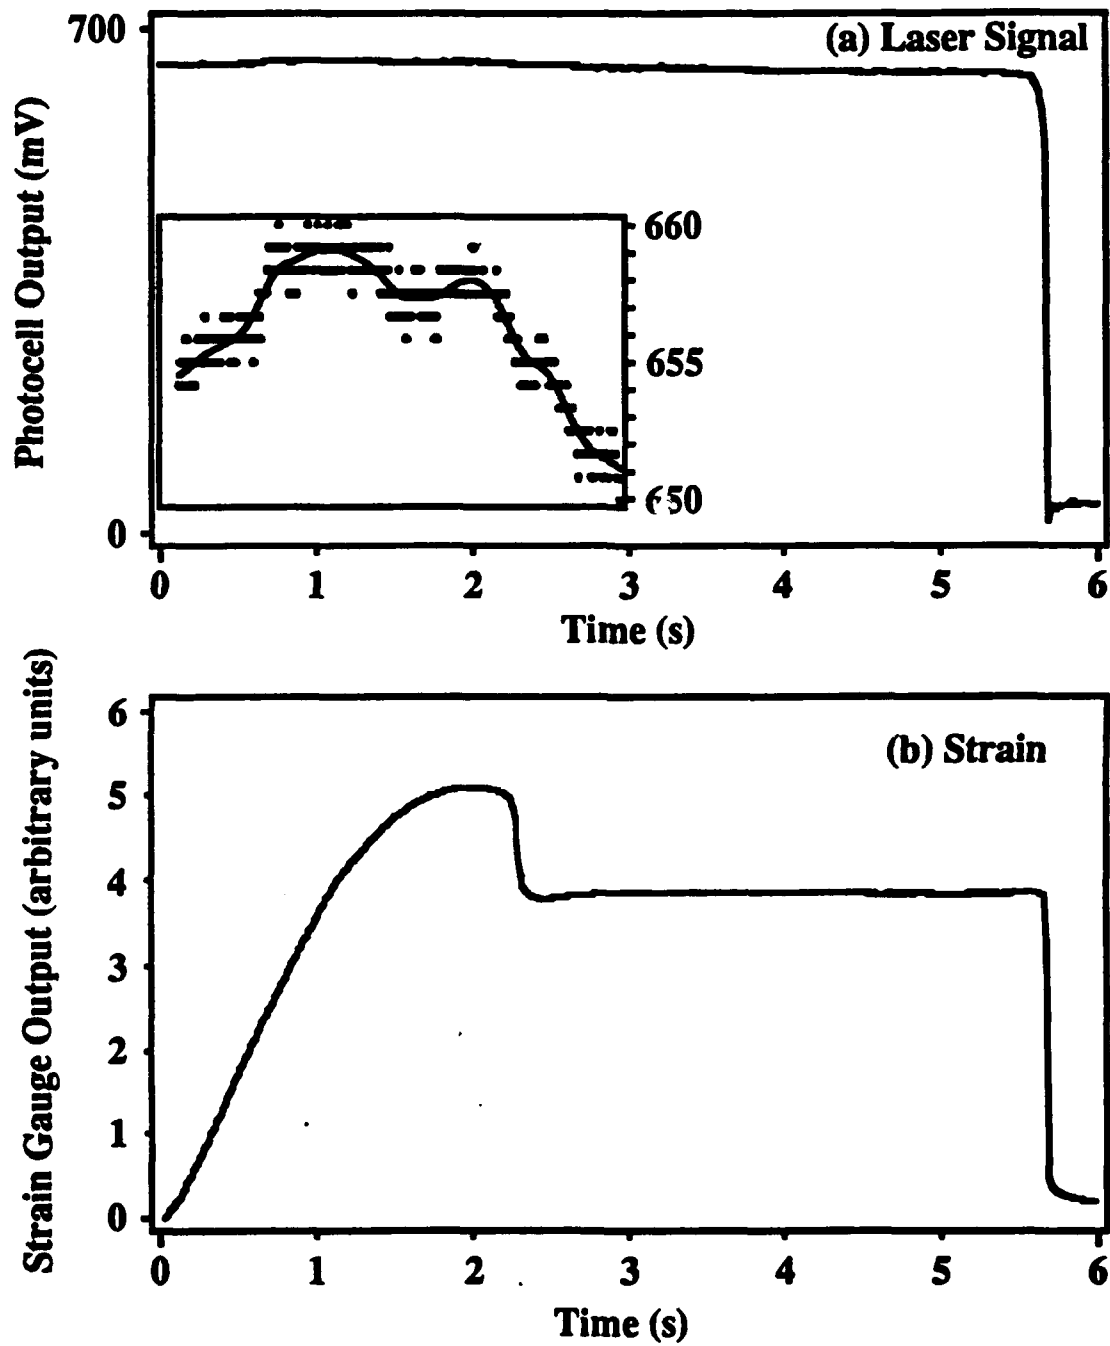 700
(a) Laser Signal
Photocell Output (mV)
660
655
650
0
0 1 2 3 4 5 6
Time (s)
6
(b) Strain
Strain Gauge Output (arbitrary units)
5
4
3
2
1
0
0 1 2 3 4 5 6
Time (s)